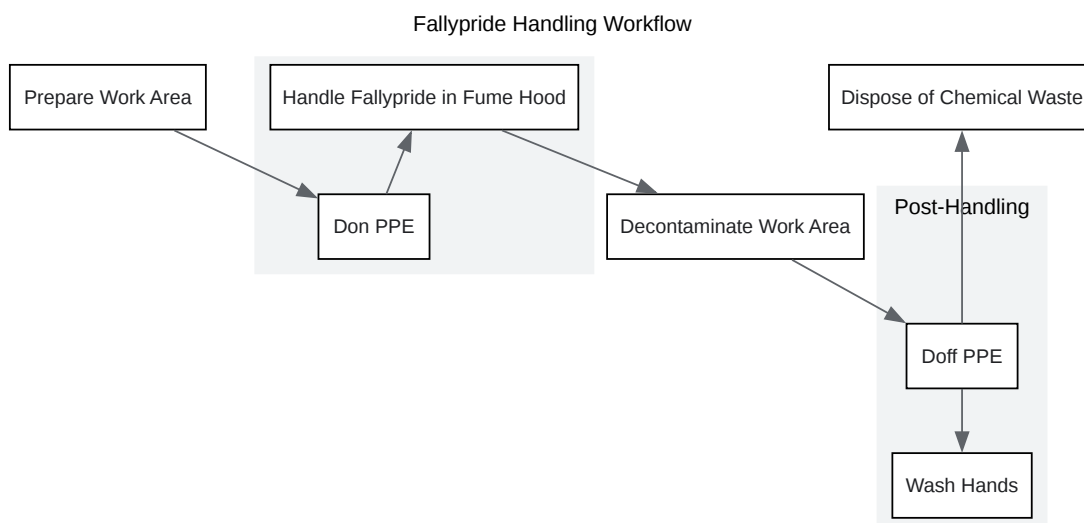 Fallypride Handling Workflow
Prepare Work Area
Handle Fallypride in Fume Hood
Dispose of Chemical Waste
Don PPE
Decontaminate Work Area
Post-Handling
Doff PPE
Wash Hands